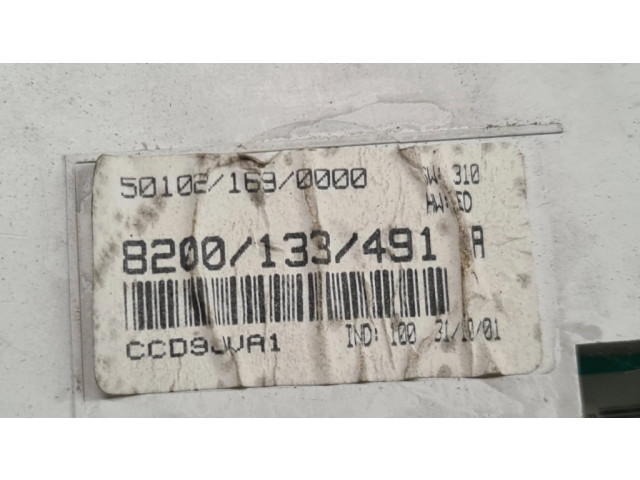 50102/169/0000 SW: 310
HW: ED
8200/133/491 A
CCD9JVA1 IND: 100 31/10/01